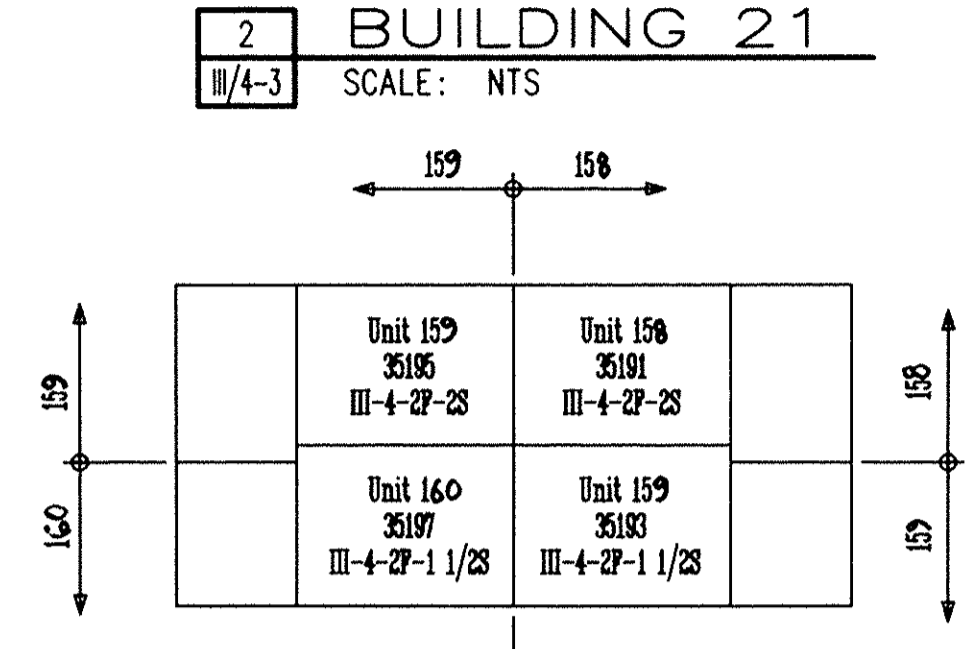 2
BUILDING 21
III/4-3
SCALE: NTS
159
158
Unit 159
35195
III-4-2F-2S
Unit 158
35191
III-4-2F-2S
159
160
158
159
Unit 160
35197
III-4-2F-1 1/2S
Unit 159
35193
III-4-2F-1 1/2S